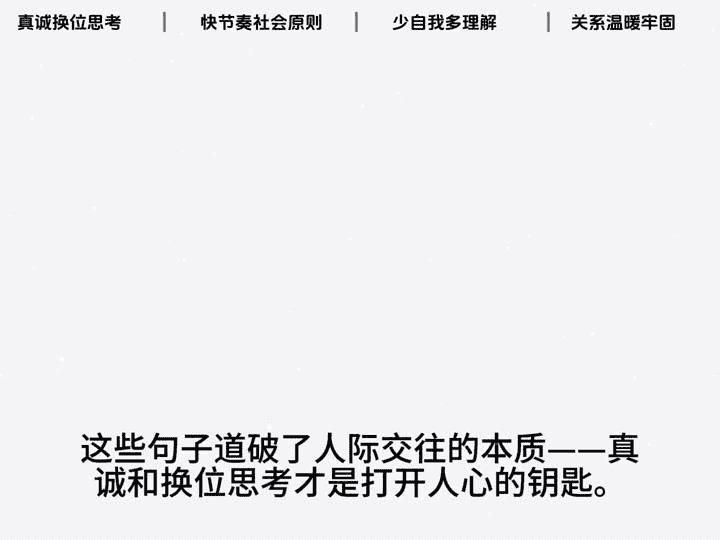 真诚换位思考 | 快节奏社会原则 | 少自我多理解 | 关系温暖牢固
这些句子道破了人际交往的本质——真
诚和换位思考才是打开人心的钥匙。